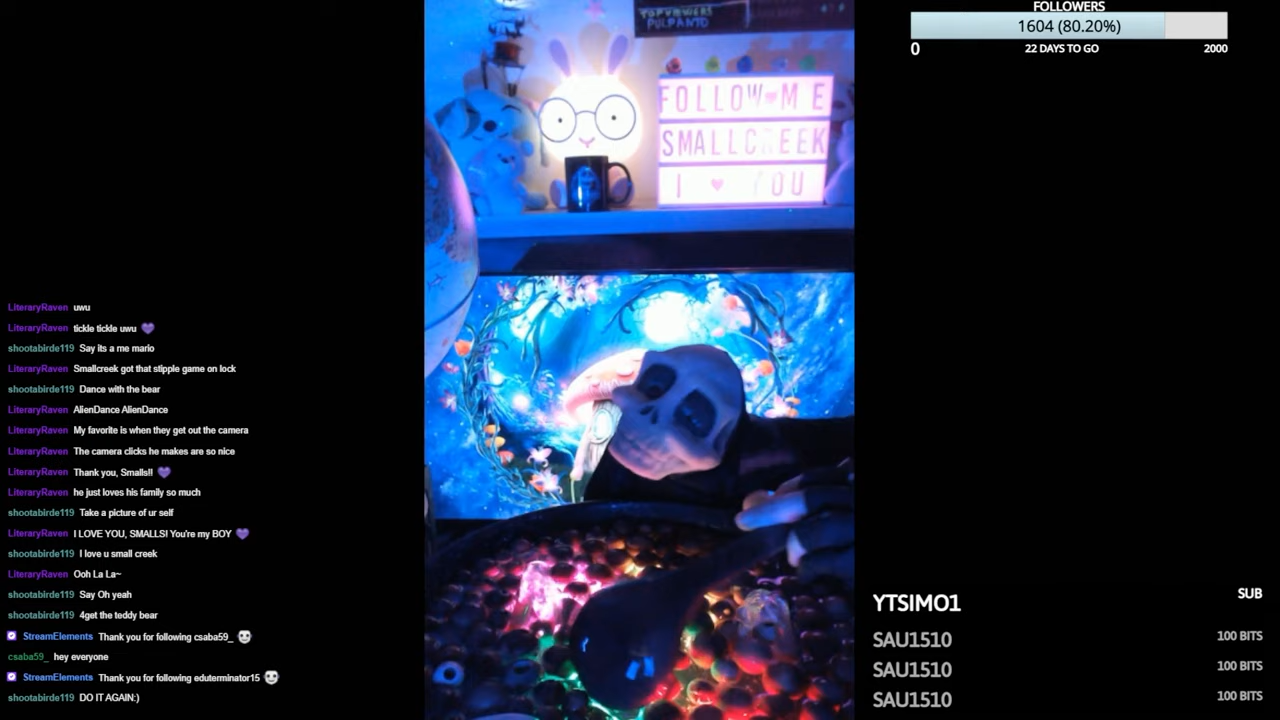 FOLLOWERS
1604 (80.20%)
0
22 DAYS TO GO
2000
PULPANTO
FOLLOW ME
SMALLCREEK
I ♥ YOU
LiteraryRaven uwu
LiteraryRaven tickle tickle uwu 💜
shootabirde119 Say its a me mario
LiteraryRaven Smallcreek got that stipple game on lock
shootabirde119 Dance with the bear
LiteraryRaven AlienDance AlienDance
LiteraryRaven My favorite is when they get out the camera
LiteraryRaven The camera clicks he makes are so nice
LiteraryRaven Thank you, Smalls!! 💜
LiteraryRaven he just loves his family so much
shootabirde119 Take a picture of ur self
LiteraryRaven I LOVE YOU, SMALLS! You're my BOY 💜
shootabirde119 I love u small creek
LiteraryRaven Ooh La La~
shootabirde119 Say Oh yeah
shootabirde119 4get the teddy bear
StreamElements Thank you for following csaba59_
csaba59_ hey everyone
StreamElements Thank you for following eduterminator15
shootabirde119 DO IT AGAIN:)
YTSIMO1 SUB
SAU1510 100 BITS
SAU1510 100 BITS
SAU1510 100 BITS